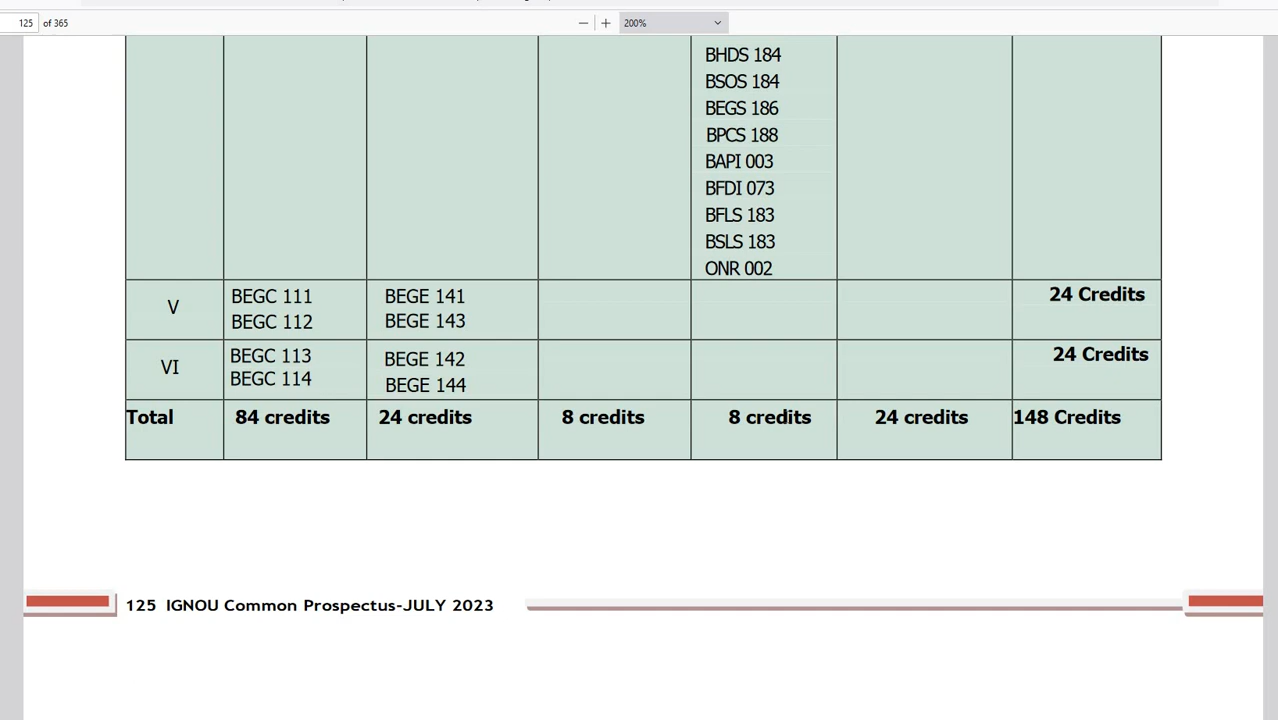 125 of 365
200%
BHDS 184
BSOS 184
BEGS 186
BPCS 188
BAPI 003
BFDI 073
BFLS 183
BSLS 183
ONR 002
V
BEGC 111
BEGC 112
BEGE 141
BEGE 143
24 Credits
VI
BEGC 113
BEGC 114
BEGE 142
BEGE 144
24 Credits
Total 84 credits 24 credits 8 credits 8 credits 24 credits 148 Credits
125 IGNOU Common Prospectus-JULY 2023